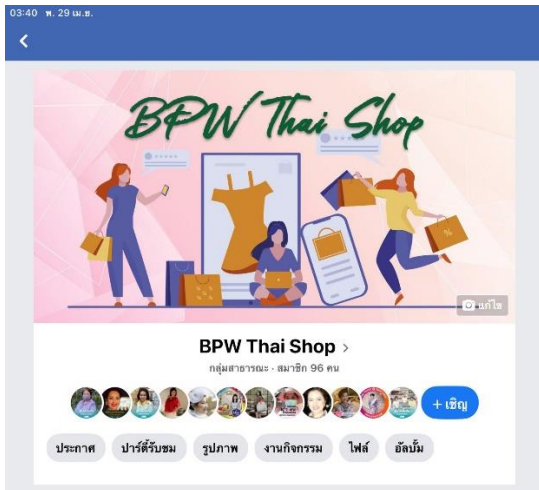 03:40 พ. 29 เม.ย.
BPW Thai Shop
%
แก้ไข
BPW Thai Shop >
กลุ่มสาธารณะ · สมาชิก 96 คน
+ เชิญ
ประกาศ ปาร์ตี้รับชม รูปภาพ งานกิจกรรม ไฟล์ อัลบั้ม